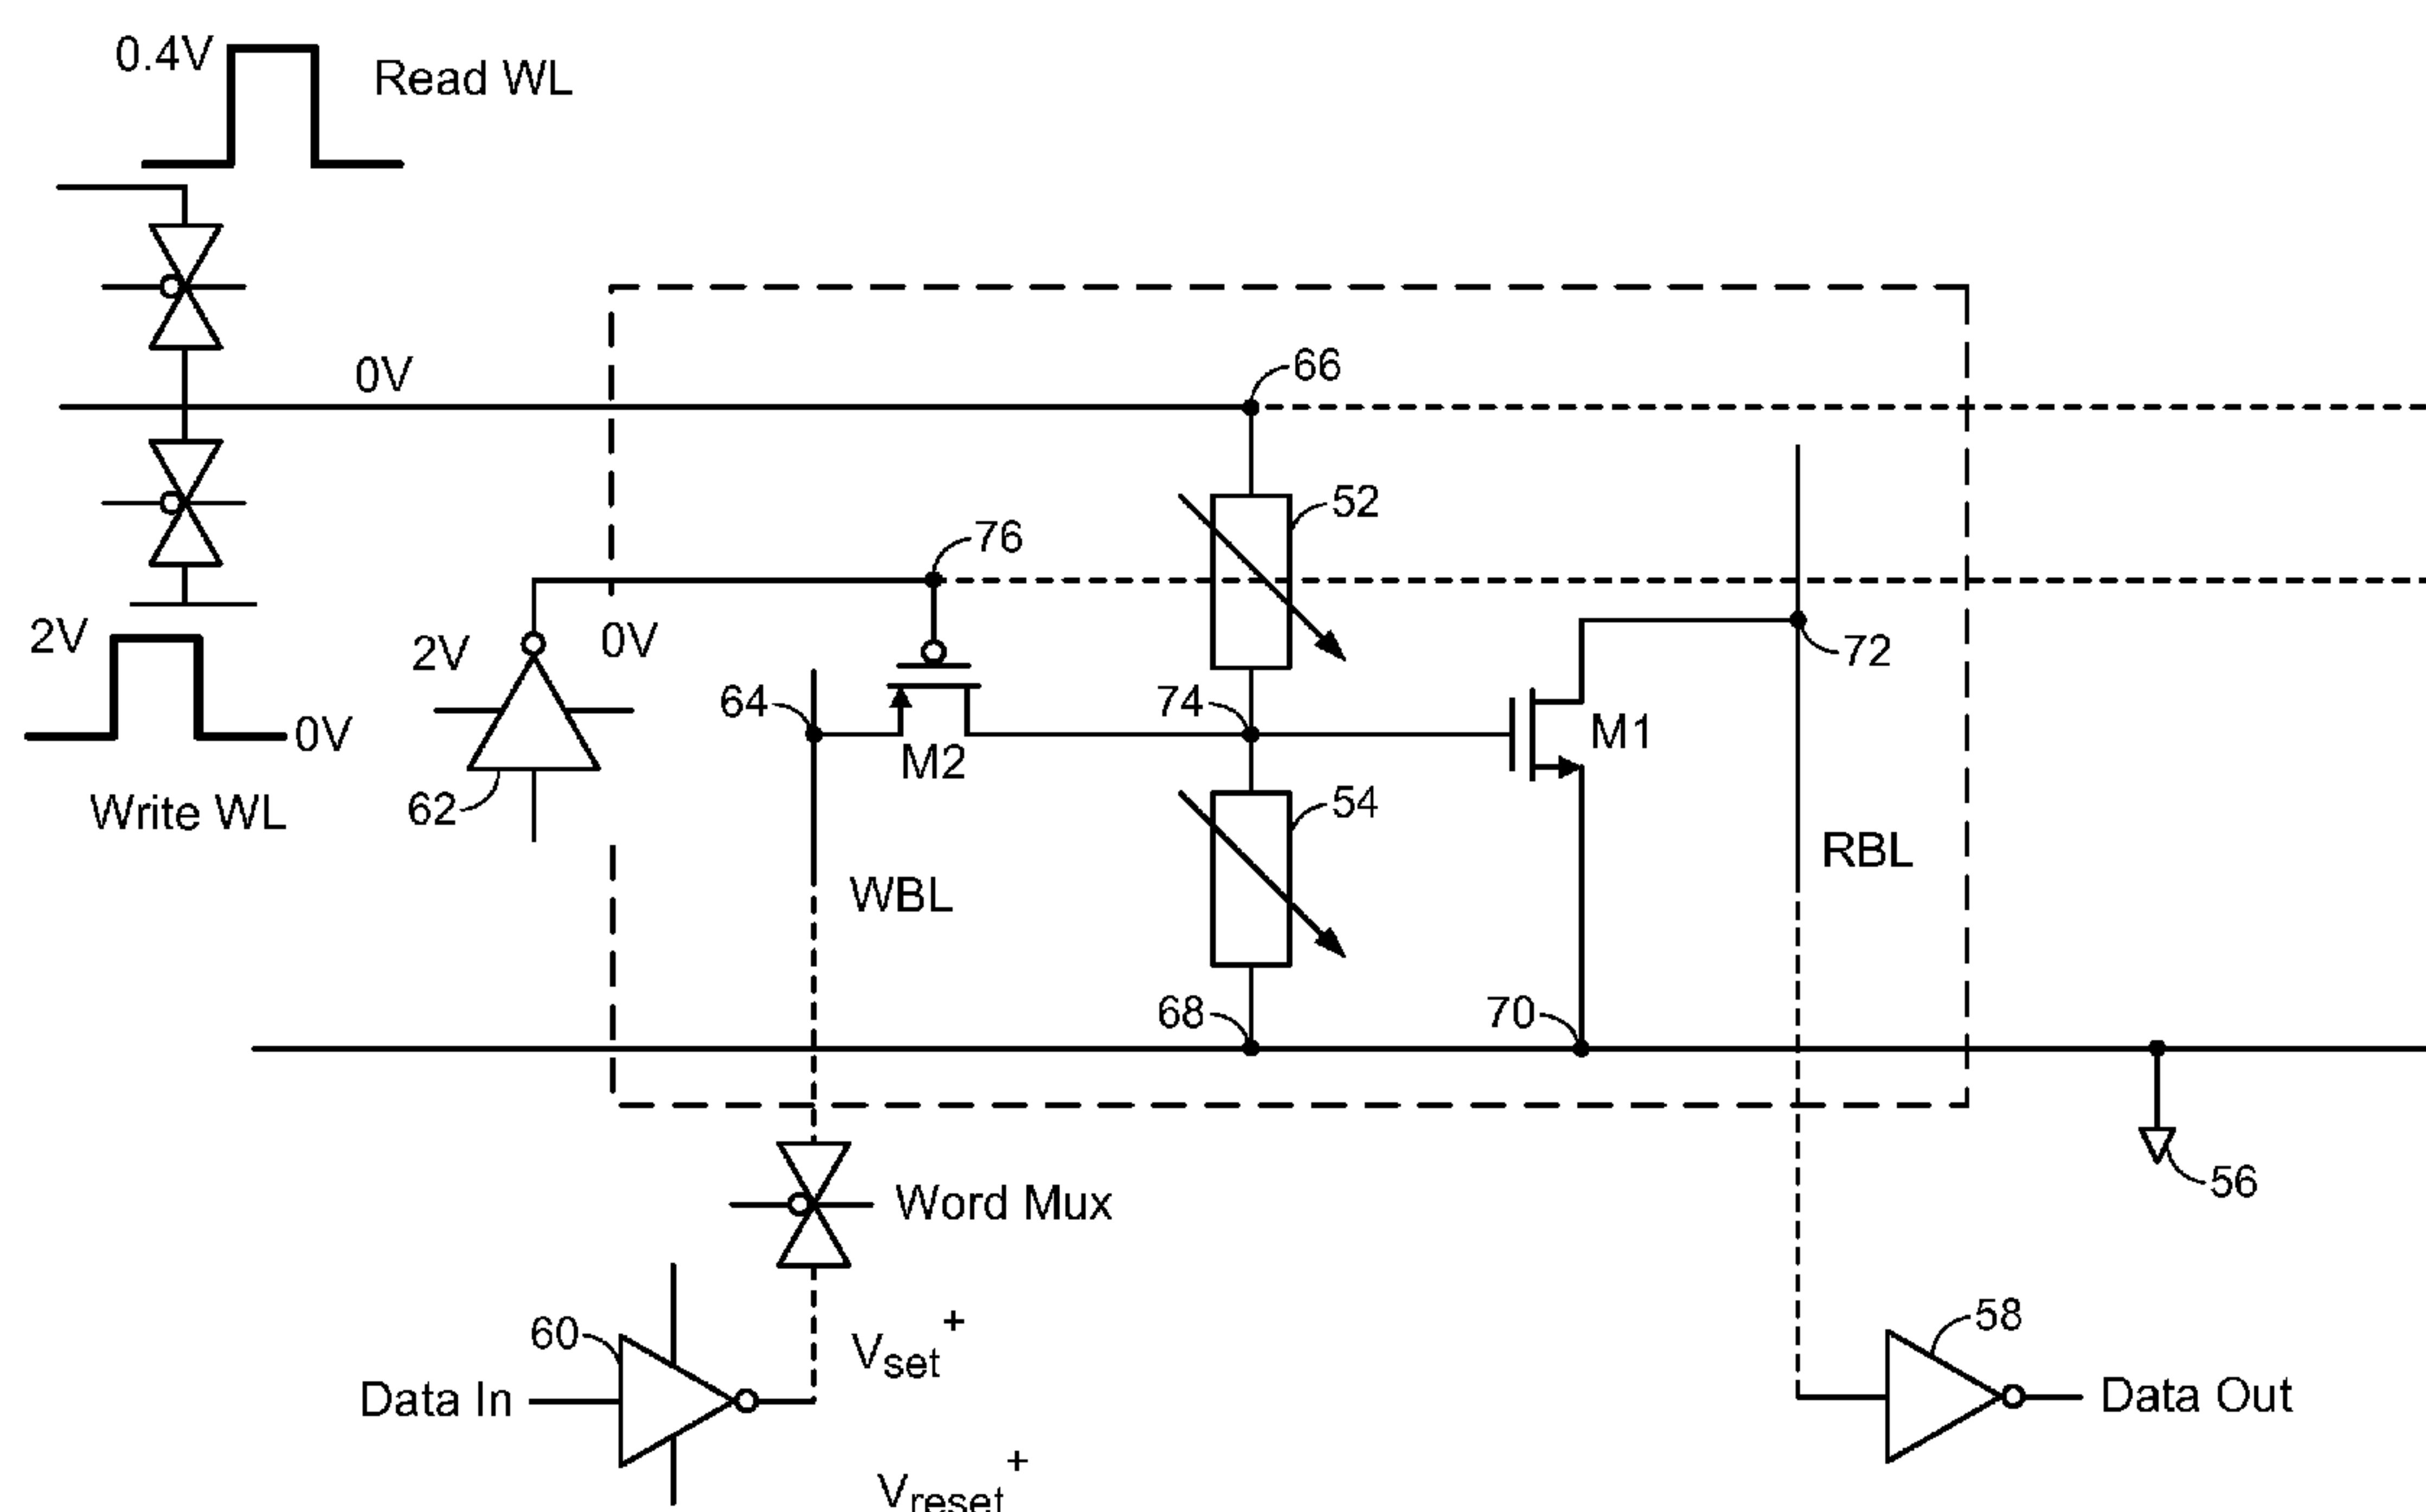 0.4V
Read WL
0V
66
52
76
2V
2V
0V
72
64
74
M1
0V
M2
Write WL
62
54
RBL
WBL
68
70
56
Word Mux
60
Vset+
58
Data In
Data Out
Vreset+